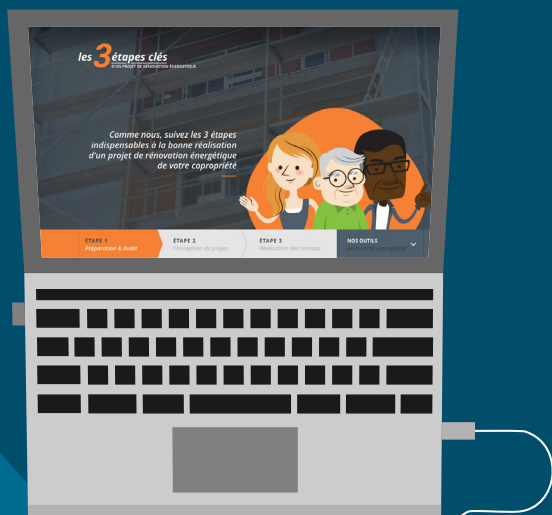 les 3 étapes clés
D'UN PROJET DE RÉNOVATION ÉNERGÉTIQUE
Comme nous, suivez les 3 étapes
indispensables à la bonne réalisation
d'un projet de rénovation énergétique
de votre copropriété
ÉTAPE 1
Préparation & Audit
ÉTAPE 2
Conception du projet
ÉTAPE 3
Réalisation des travaux
NOS OUTILS